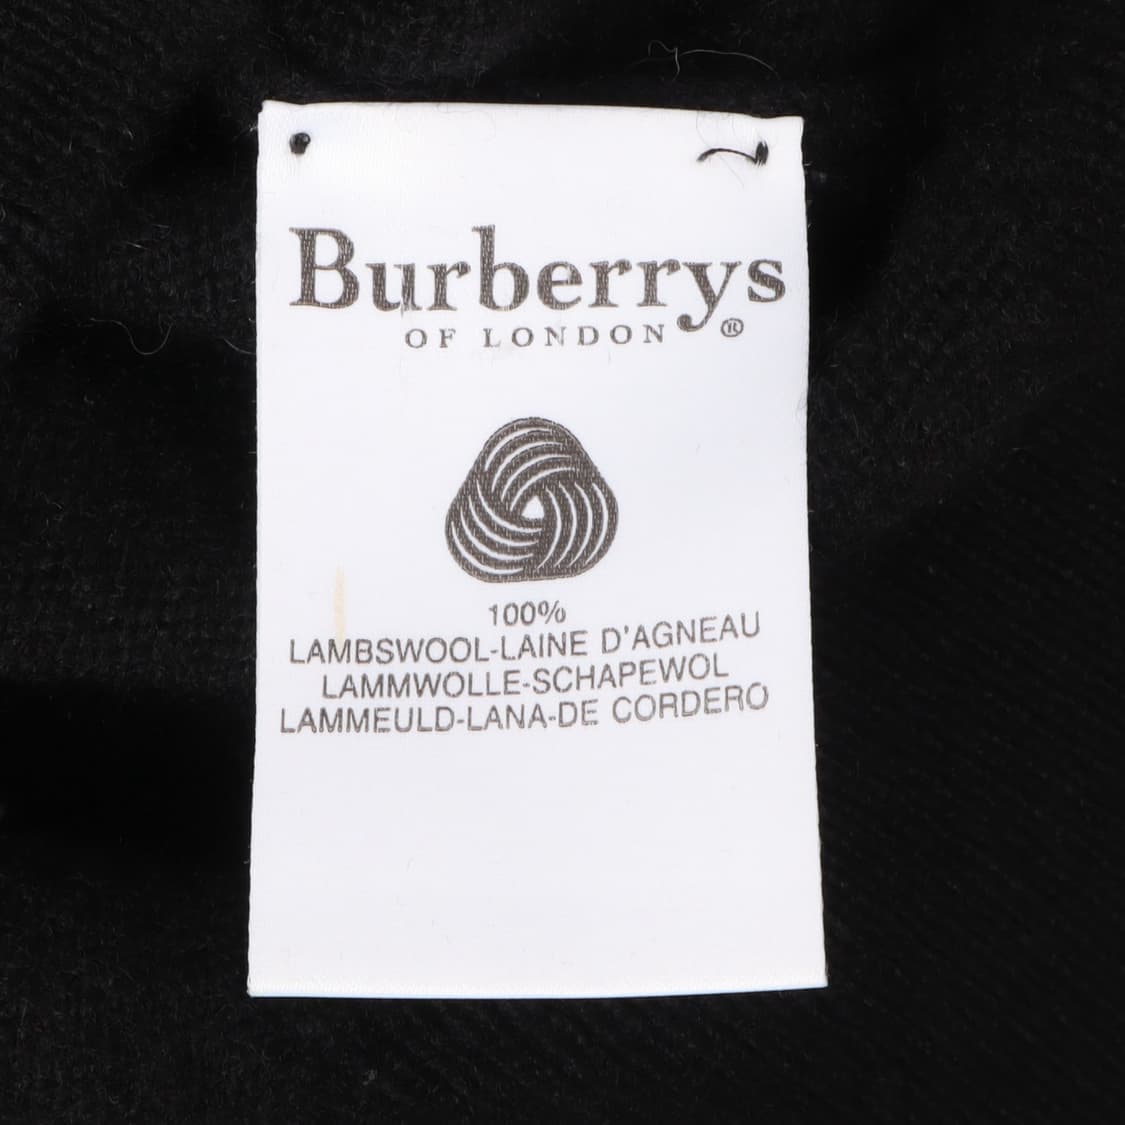 Burberrys
OF LONDON ®
100%
LAMBSWOOL-LAINE D'AGNEAU
LAMMWOLLE-SCHAPEWOL
LAMMEULD-LANA-DE CORDERO